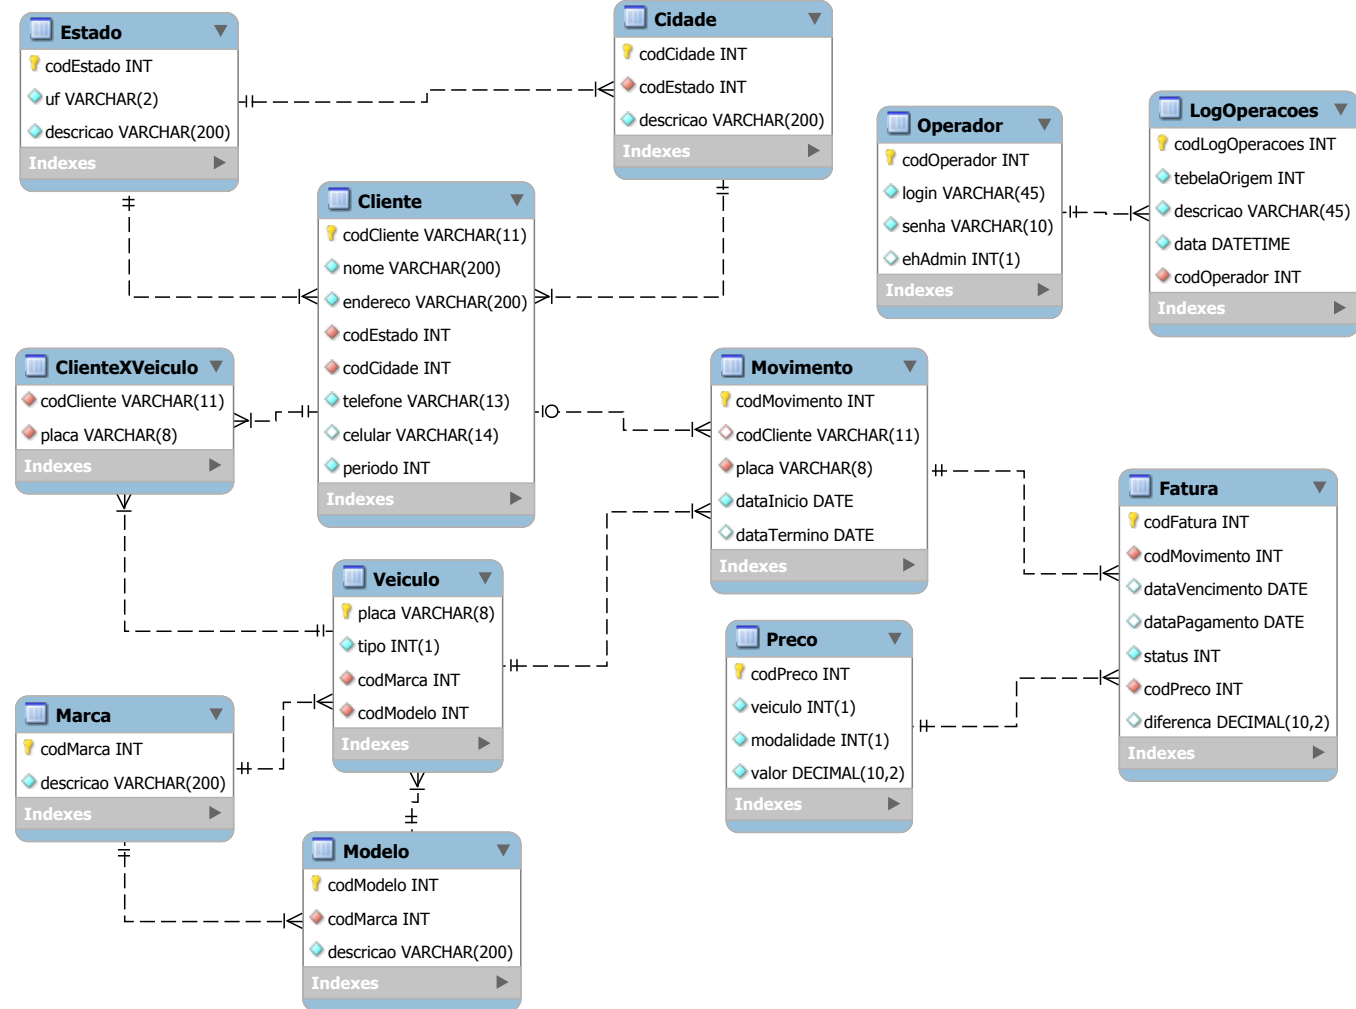 Estado
codEstado INT
uf VARCHAR(2)
descricao VARCHAR(200)
Indexes
Cidade
codCidade INT
codEstado INT
descricao VARCHAR(200)
Indexes
Operador
codOperador INT
login VARCHAR(45)
senha VARCHAR(10)
ehAdmin INT(1)
Indexes
LogOperacoes
codLogOperacoes INT
tebelaOrigem INT
descricao VARCHAR(45)
data DATETIME
codOperador INT
Indexes
Cliente
codCliente VARCHAR(11)
nome VARCHAR(200)
endereco VARCHAR(200)
codEstado INT
codCidade INT
telefone VARCHAR(13)
celular VARCHAR(14)
periodo INT
Indexes
ClienteXVeiculo
codCliente VARCHAR(11)
placa VARCHAR(8)
Indexes
Movimento
codMovimento INT
codCliente VARCHAR(11)
placa VARCHAR(8)
dataInicio DATE
dataTermino DATE
Indexes
Fatura
codFatura INT
codMovimento INT
dataVencimento DATE
dataPagamento DATE
status INT
codPreco INT
diferenca DECIMAL(10,2)
Indexes
Veiculo
placa VARCHAR(8)
tipo INT(1)
codMarca INT
codModelo INT
Indexes
Preco
codPreco INT
veiculo INT(1)
modalidade INT(1)
valor DECIMAL(10,2)
Indexes
Marca
codMarca INT
descricao VARCHAR(200)
Indexes
Modelo
codModelo INT
codMarca INT
descricao VARCHAR(200)
Indexes